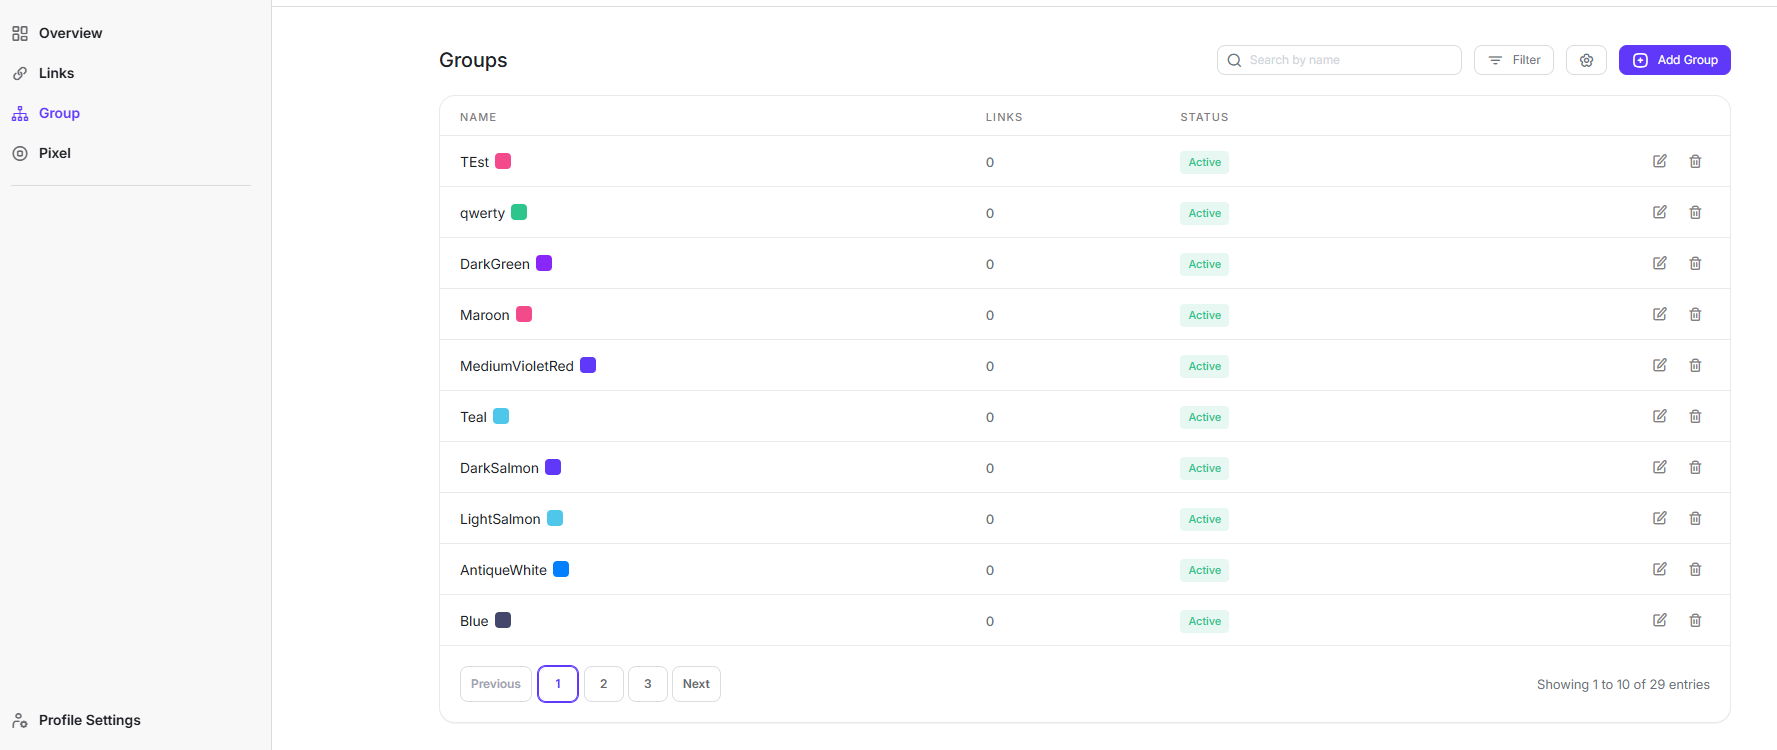 Overview
Links
Group
Pixel
Profile Settings
Groups
Search by name
Filter
Add Group
NAME LINKS STATUS
TEst 0 Active
qwerty 0 Active
DarkGreen 0 Active
Maroon 0 Active
MediumVioletRed 0 Active
Teal 0 Active
DarkSalmon 0 Active
LightSalmon 0 Active
AntiqueWhite 0 Active
Blue 0 Active
Previous 1 2 3 Next
Showing 1 to 10 of 29 entries